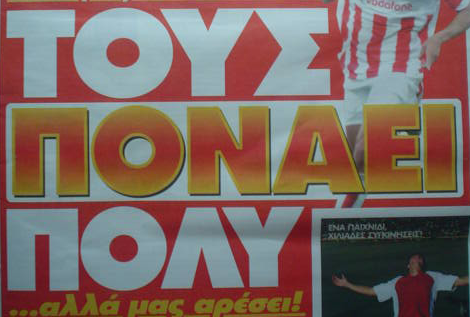 ΤΟΥΣ
vodafone
ΠΟΝΑΕΙ
ΠΟΛΥ
ΕΝΑ ΠΑΙΧΝΙΔΙ,
ΧΙΛΙΑΔΕΣ ΣΥΓΚΙΝΗΣΕΙΣ!
...αλλά μας αρέσει!